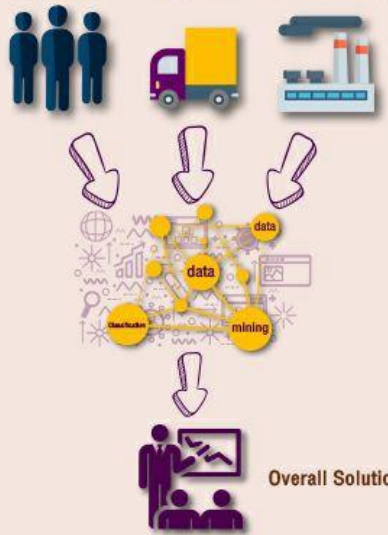 data
data
Classification
mining
Overall Solutio